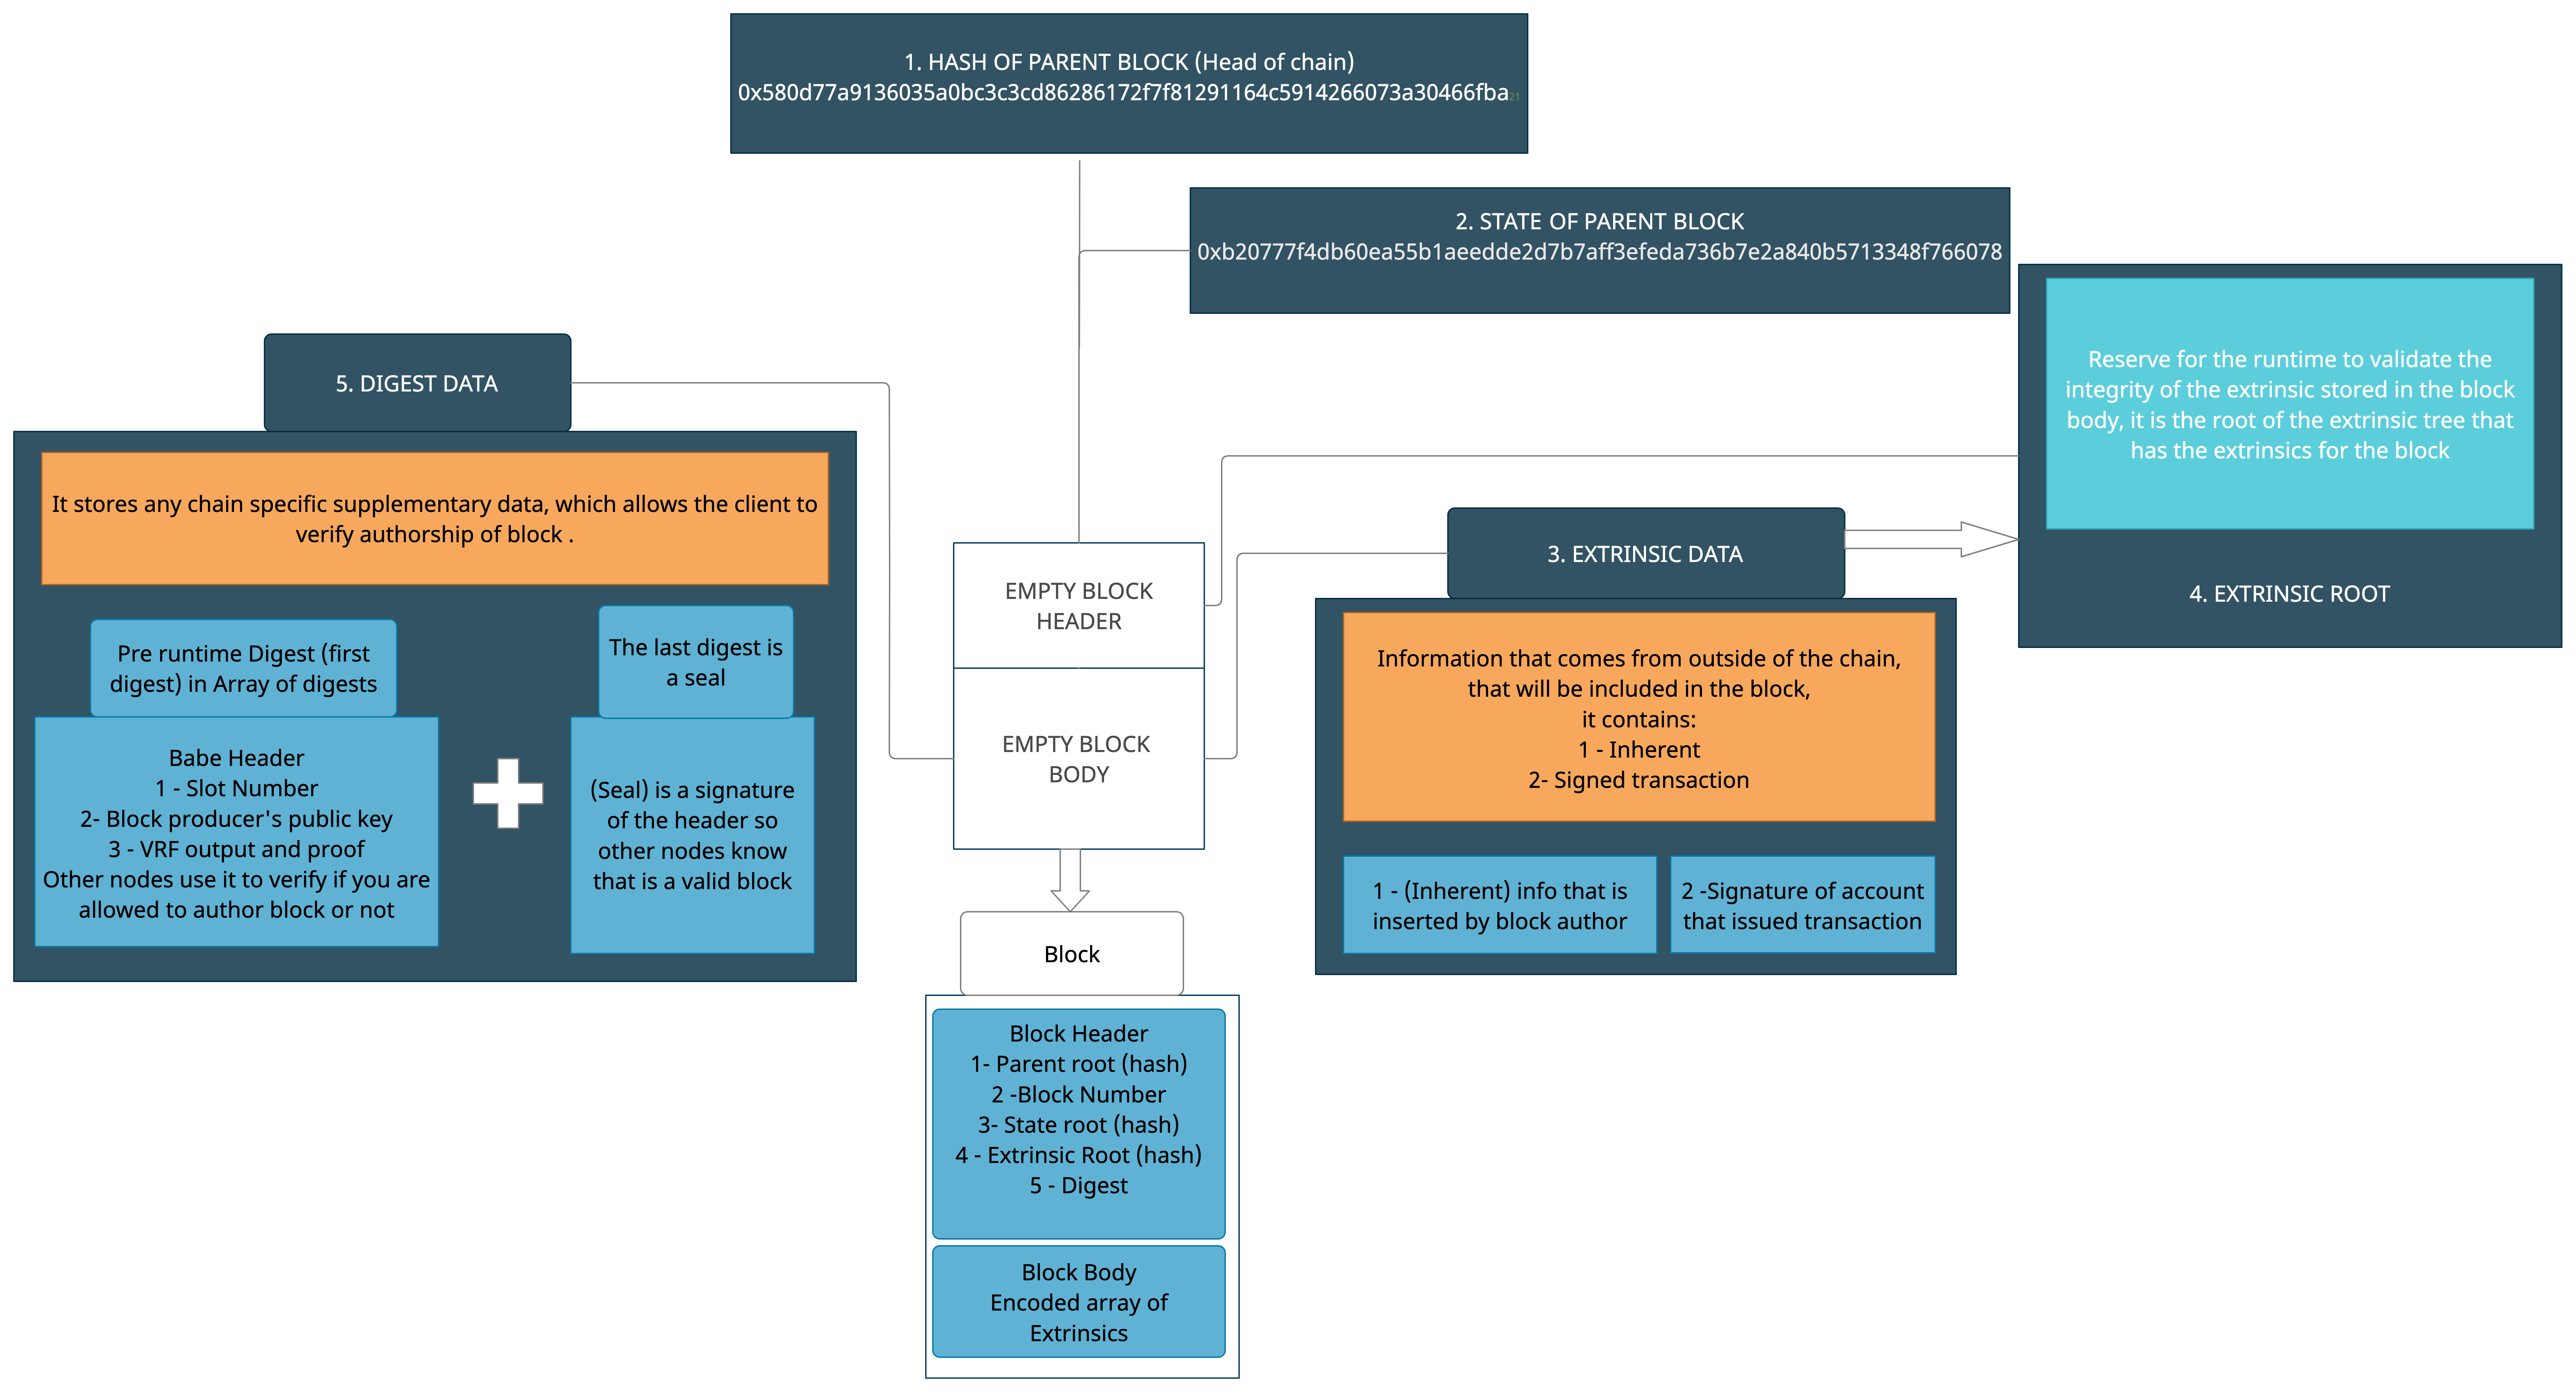 1. HASH OF PARENT BLOCK (Head of chain)
0x580d77a9136035a0bc3c3cd86286172f7f81291164c5914266073a30466fba21
2. STATE OF PARENT BLOCK
0xb20777f4db60ea55b1aeedde2d7b7aff3efeda736b7e2a840b5713348f766078
Reserve for the runtime to validate the
integrity of the extrinsic stored in the block
body, it is the root of the extrinsic tree that
has the extrinsics for the block
4. EXTRINSIC ROOT
5. DIGEST DATA
It stores any chain specific supplementary data, which allows the client to
verify authorship of block .
Pre runtime Digest (first
digest) in Array of digests
Babe Header
1 - Slot Number
2- Block producer's public key
3 - VRF output and proof
Other nodes use it to verify if you are
allowed to author block or not
The last digest is
a seal
(Seal) is a signature
of the header so
other nodes know
that is a valid block
EMPTY BLOCK
HEADER
EMPTY BLOCK
BODY
3. EXTRINSIC DATA
Information that comes from outside of the chain,
that will be included in the block,
it contains:
1 - Inherent
2- Signed transaction
1 - (Inherent) info that is
inserted by block author
2 -Signature of account
that issued transaction
Block
Block Header
1- Parent root (hash)
2 -Block Number
3- State root (hash)
4 - Extrinsic Root (hash)
5 - Digest
Block Body
Encoded array of
Extrinsics